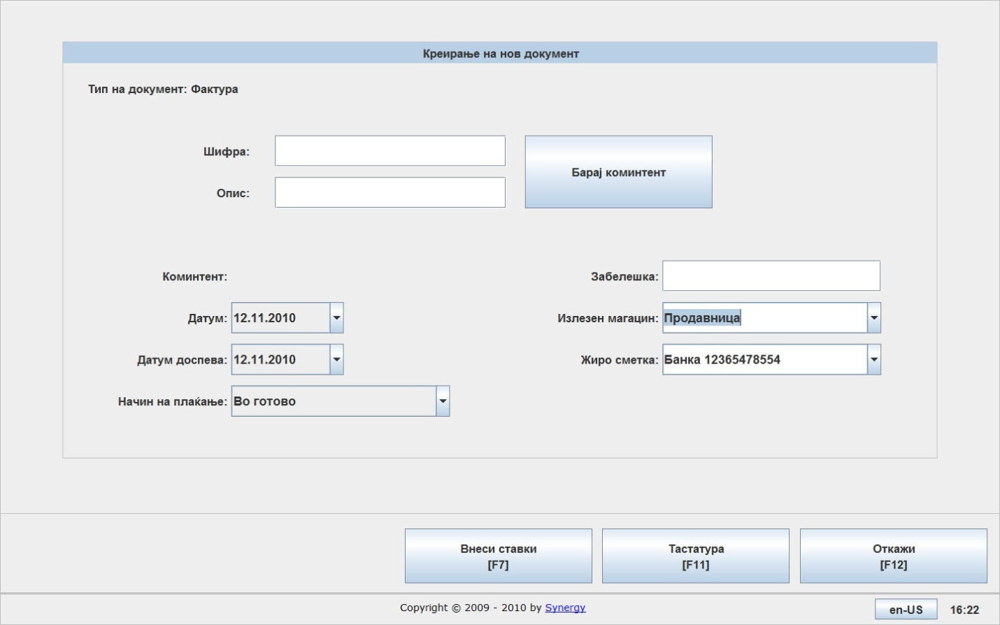 Креирање на нов документ
Тип на документ: Фактура
Шифра:
Барај коминтент
Опис:
Коминтент:
Забелешка:
Датум: 12.11.2010
Излезен магацин: Продавница
Датум доспева: 12.11.2010
Жиро сметка: Банка 12365478554
Начин на плаќање: Во готово
Внеси ставки
[F7]
Тастатура
[F11]
Откажи
[F12]
Copyright © 2009 - 2010 by Synergy
en-US
16:22